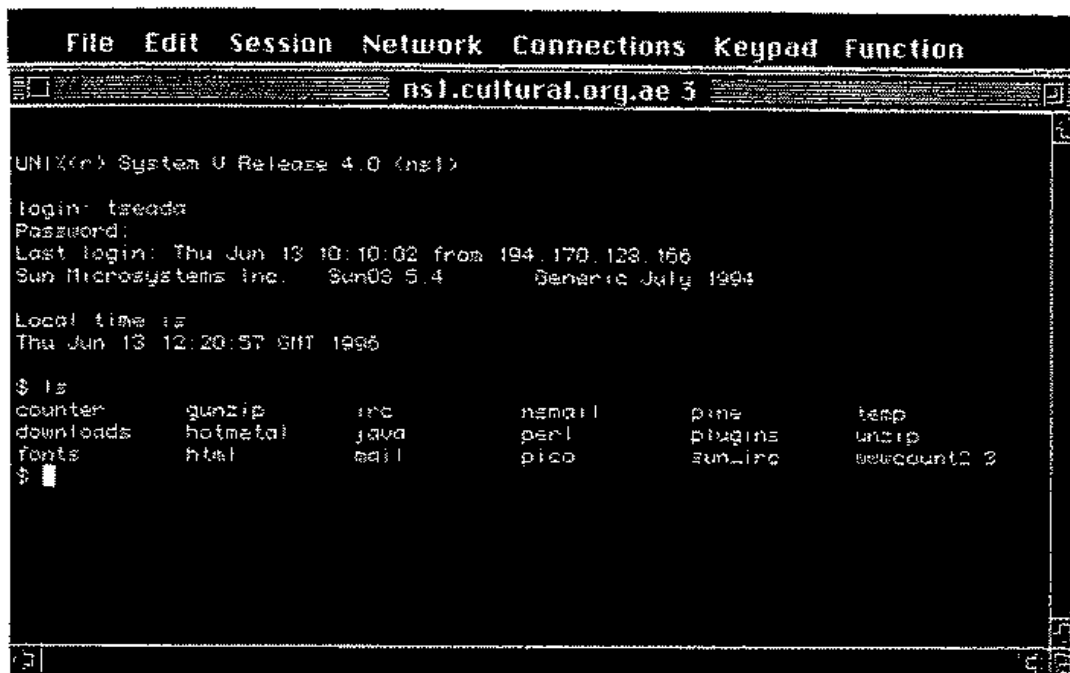 File Edit Session Network Connections Keypad Function
ns1.cultural.org.ae 3
UNIX(r) System V Release 4.0 (ns1)
login: tseada
Password:
Last login: Thu Jun 13 10:10:02 from 194.170.128.166
Sun Microsystems Inc. SunOS 5.4 Generic July 1994
Local time is
Thu Jun 13 12:20:57 GMT 1996
$ ls
counter gunzip irc nsmail pine temp
downloads hotmetal java perl plugins unzip
fonts html mail pico sun_irc wwwcount2.3
$